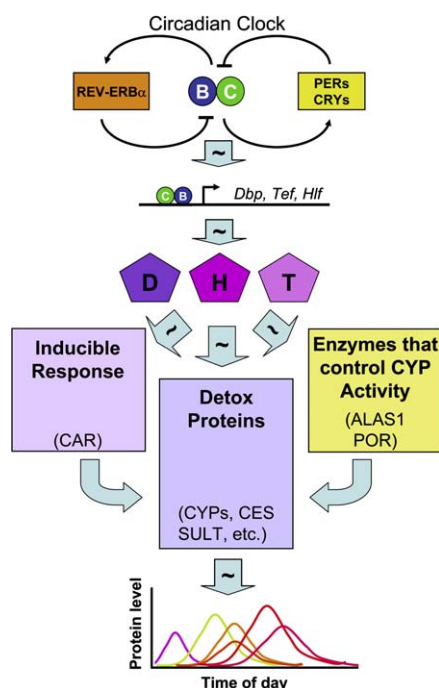 Circadian Clock
REV-ERBα
B
C
PERs
CRYs
~
C
B
Dbp, Tef, Hlf
~
D
H
T
~
~
~
Inducible
Response
(CAR)
Detox
Proteins
(CYPs, CES
SULT, etc.)
Enzymes that
control CYP
Activity
(ALAS1
POR)
~
Protein level
Time of day